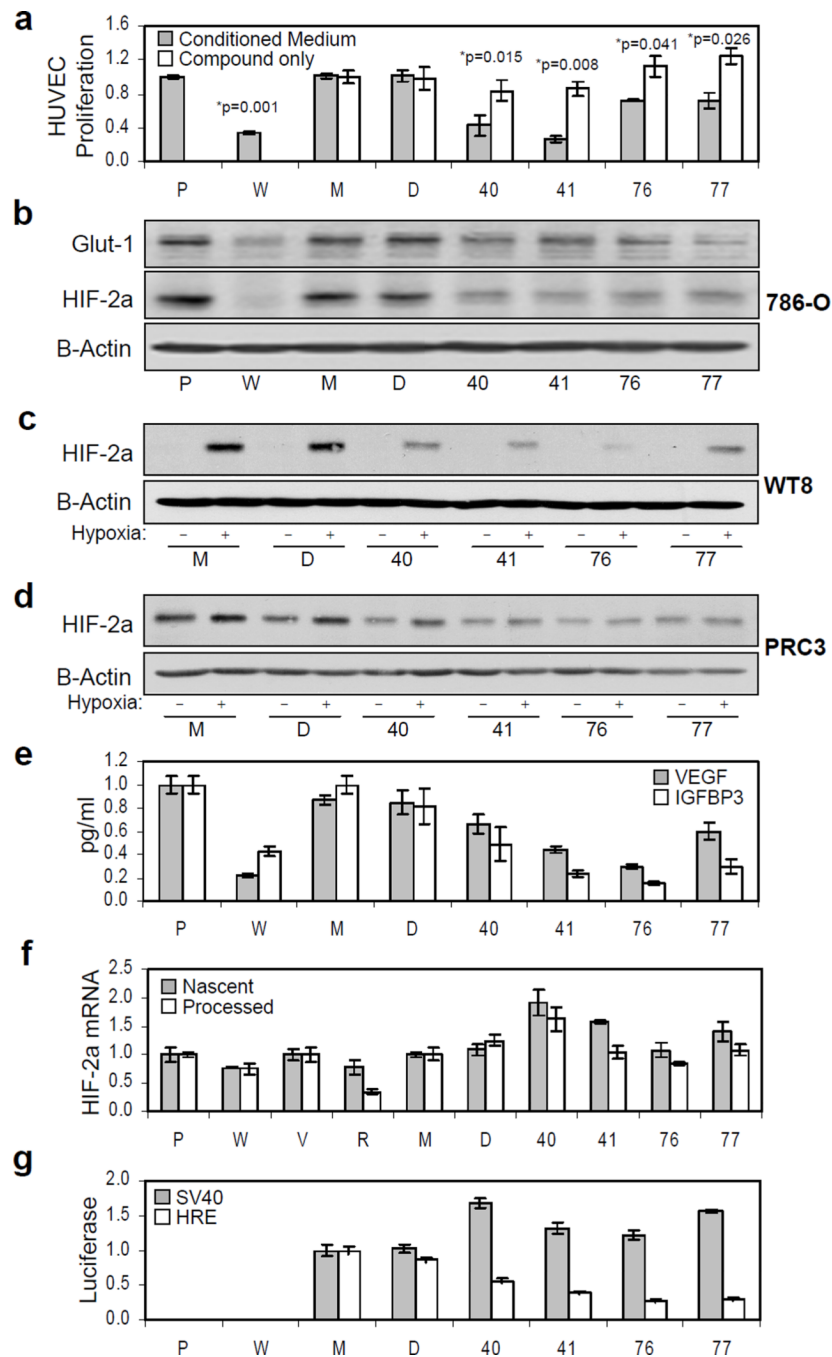 a
1.6
1.2
0.8
0.4
0.0
HUVEC
Proliferation
Conditioned Medium
Compound only
*p=0.001
*p=0.015
*p=0.008
*p=0.041
*p=0.026
P W M D 40 41 76 77
b
Glut-1
HIF-2a
B-Actin
786-O
P W M D 40 41 76 77
c
HIF-2a
B-Actin
WT8
Hypoxia: − + − + − + − + − + − +
M D 40 41 76 77
d
HIF-2a
B-Actin
PRC3
Hypoxia: − + − + − + − + − + − +
M D 40 41 76 77
e
1.2
1.0
0.8
0.6
0.4
0.2
0.0
pg/ml
VEGF
IGFBP3
P W M D 40 41 76 77
f
2.5
2.0
1.5
1.0
0.5
0.0
HIF-2a mRNA
Nascent
Processed
P W V R M D 40 41 76 77
g
2.0
1.5
1.0
0.5
0.0
Luciferase
SV40
HRE
P W M D 40 41 76 77